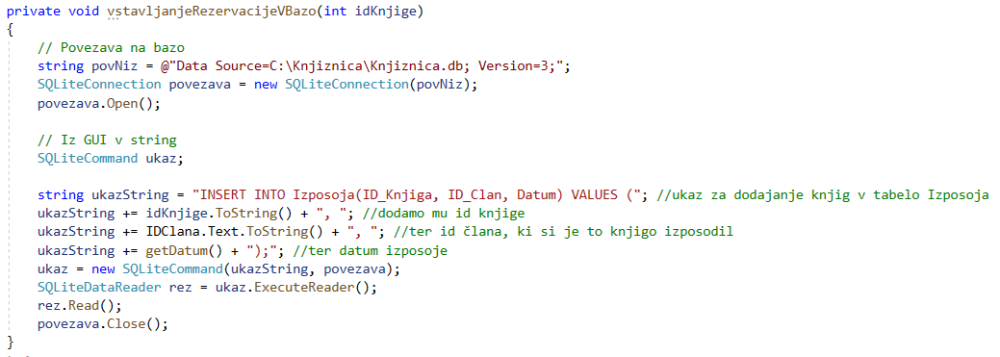 private void vstavljanjeRezervacijeVBazo(int idKnjige)
{
// Povezava na bazo
string povNiz = @"Data Source=C:\Knjiznica\Knjiznica.db; Version=3;";
SQLiteConnection povezava = new SQLiteConnection(povNiz);
povezava.Open();
// Iz GUI v string
SQLiteCommand ukaz;
string ukazString = "INSERT INTO Izposoja(ID_Knjiga, ID_Clan, Datum) VALUES ("; //ukaz za dodajanje knjig v tabelo Izposoja
ukazString += idKnjige.ToString() + ", "; //dodamo mu id knjige
ukazString += IDClana.Text.ToString() + ", "; //ter id člana, ki si je to knjigo izposodil
ukazString += getDatum() + ");"; //ter datum izposoje
ukaz = new SQLiteCommand(ukazString, povezava);
SQLiteDataReader rez = ukaz.ExecuteReader();
rez.Read();
povezava.Close();
}